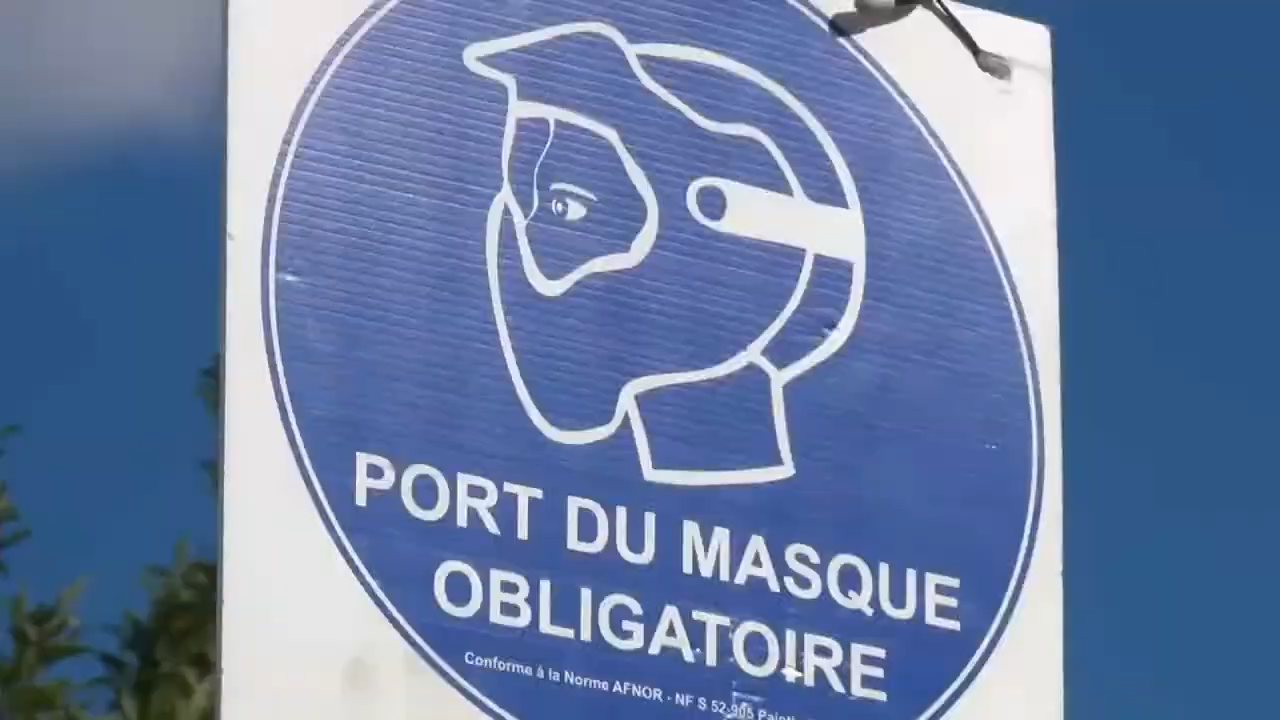 PORT DU MASQUE
OBLIGATOIRE
Conforme à la Norme AFNOR - NF S 52-905